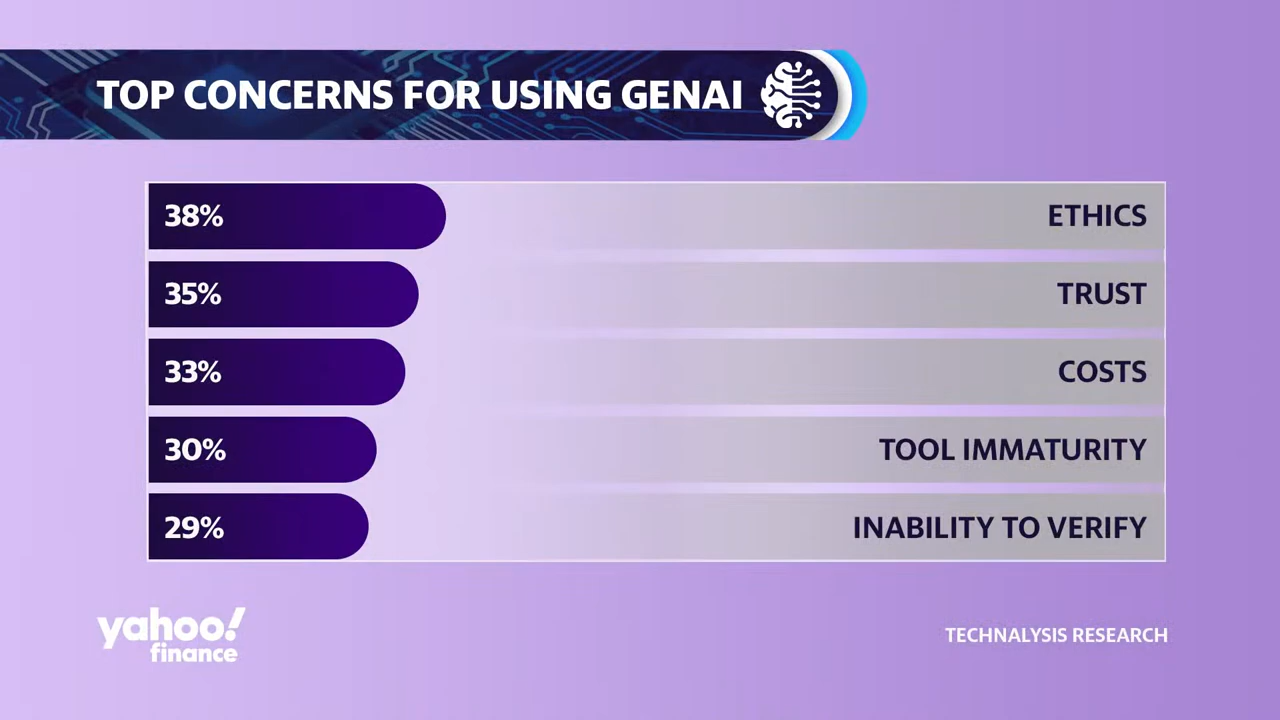 TOP CONCERNS FOR USING GENAI
38% ETHICS
35% TRUST
33% COSTS
30% TOOL IMMATURITY
29% INABILITY TO VERIFY
yahoo!
finance
TECHNALYSIS RESEARCH